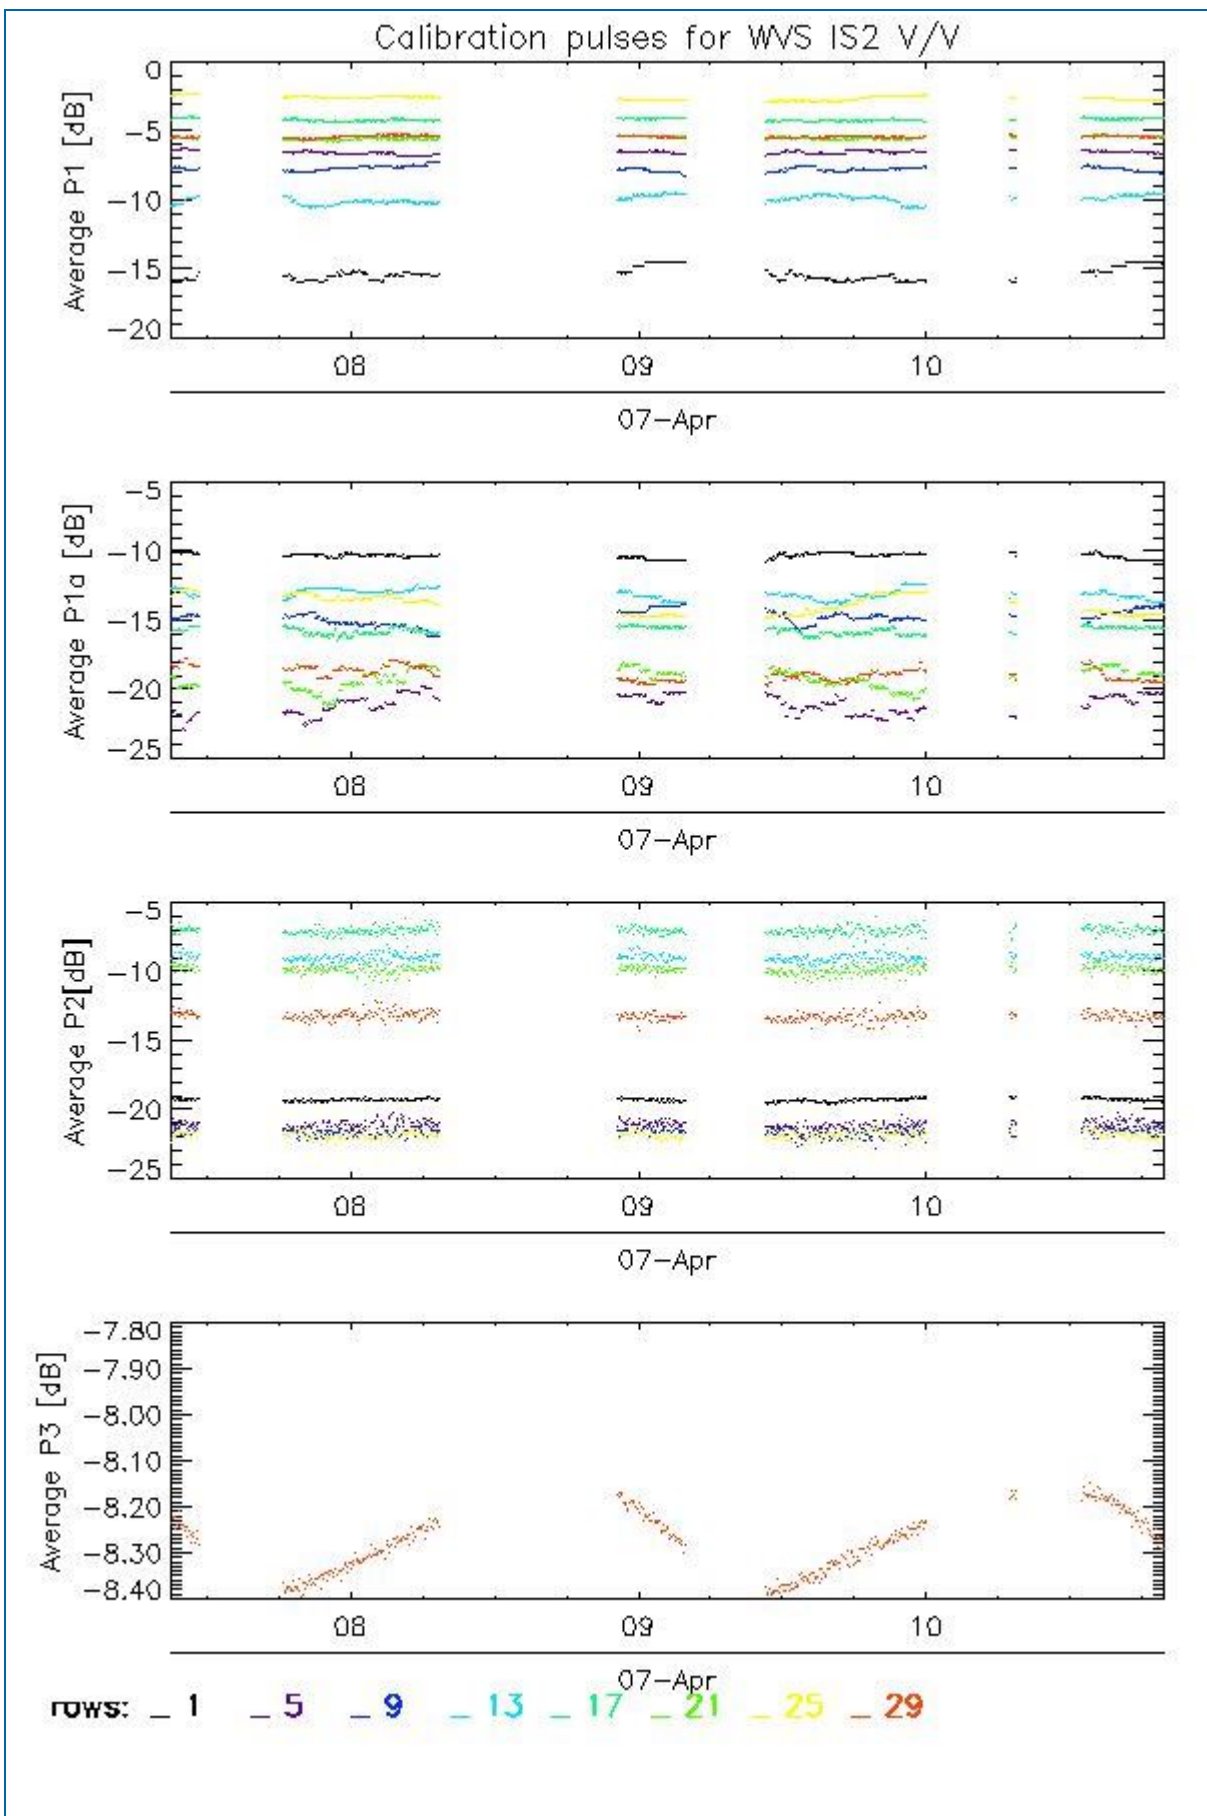 Calibration pulses for WVS IS2 V/V
Average P1 [dB]
0
−5
−10
−15
−20
08 09 10
07−Apr
Average P1a [dB]
−5
−10
−15
−20
−25
08 09 10
07−Apr
Average P2[dB]
−5
−10
−15
−20
−25
08 09 10
07−Apr
Average P3 [dB]
−7.80
−7.90
−8.00
−8.10
−8.20
−8.30
−8.40
08 09 10
07−Apr
rows: _ 1 _ 5 _ 9 _ 13 _ 17 _ 21 _ 25 _ 29